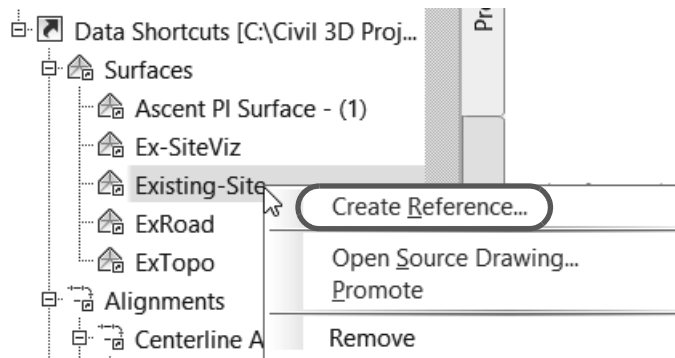 Data Shortcuts [C:\Civil 3D Proj...
Surfaces
Ascent PI Surface - (1)
Ex-SiteViz
Existing-Site
Create Reference...
ExRoad
Open Source Drawing...
ExTopo
Promote
Alignments
Centerline A
Remove